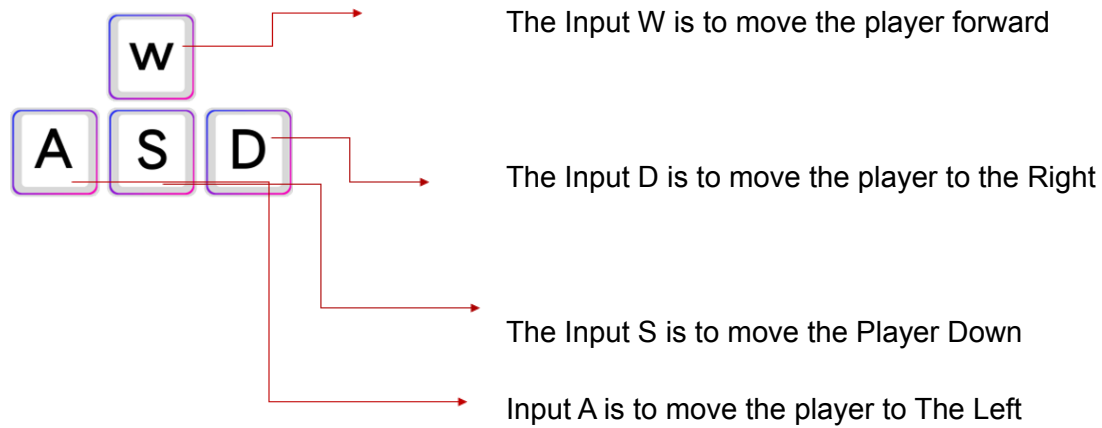 The Input W is to move the player forward
W
A S D
The Input D is to move the player to the Right
The Input S is to move the Player Down
Input A is to move the player to The Left